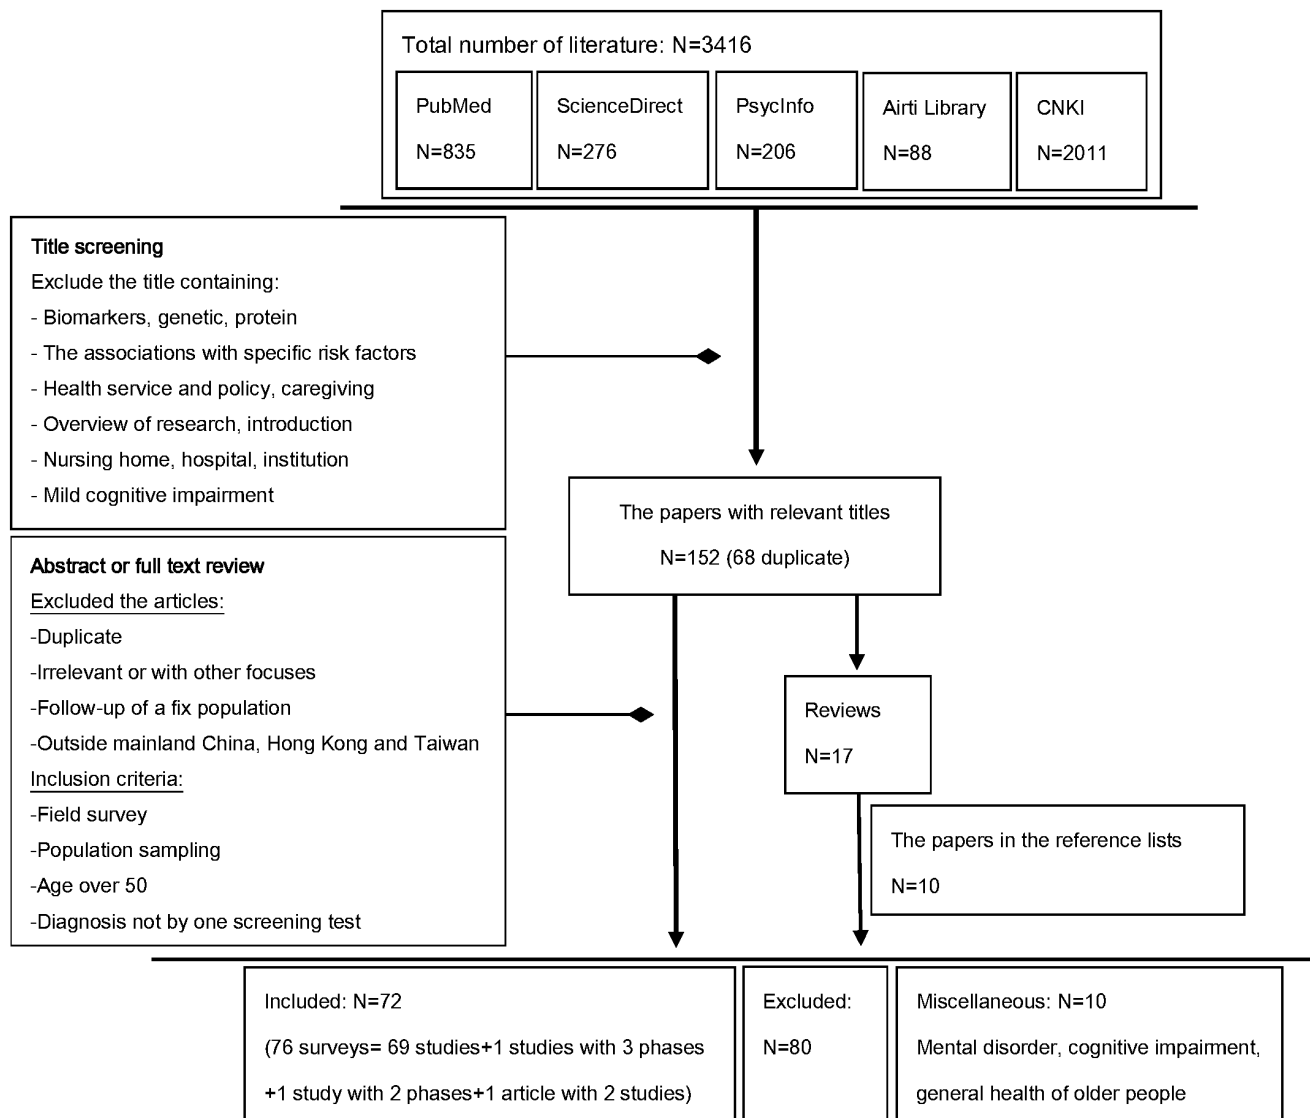 Total number of literature: N=3416
PubMed
N=835
ScienceDirect
N=276
PsycInfo
N=206
Airti Library
N=88
CNKI
N=2011
Title screening
Exclude the title containing:
- Biomarkers, genetic, protein
- The associations with specific risk factors
- Health service and policy, caregiving
- Overview of research, introduction
- Nursing home, hospital, institution
- Mild cognitive impairment
The papers with relevant titles
N=152 (68 duplicate)
Abstract or full text review
Excluded the articles:
-Duplicate
-Irrelevant or with other focuses
-Follow-up of a fix population
-Outside mainland China, Hong Kong and Taiwan
Inclusion criteria:
-Field survey
-Population sampling
-Age over 50
-Diagnosis not by one screening test
Reviews
N=17
The papers in the reference lists
N=10
Included: N=72
(76 surveys= 69 studies+1 studies with 3 phases
+1 study with 2 phases+1 article with 2 studies)
Excluded:
N=80
Miscellaneous: N=10
Mental disorder, cognitive impairment,
general health of older people